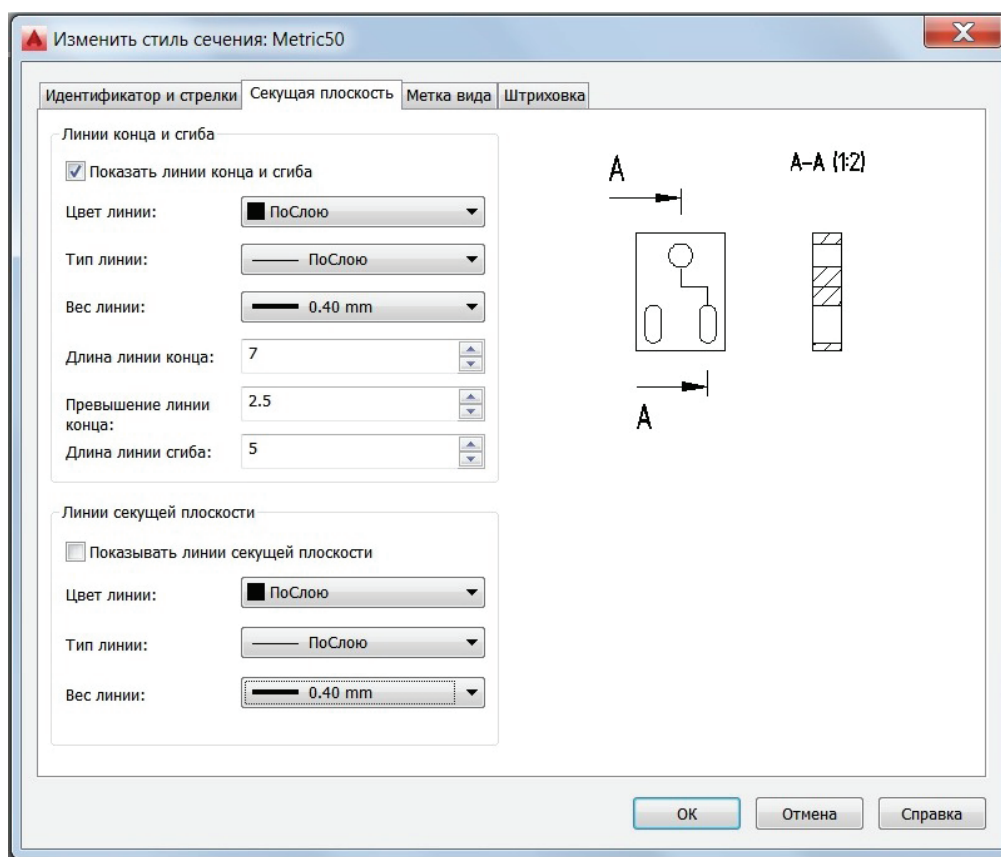 Изменить стиль сечения: Metric50
Идентификатор и стрелки Секущая плоскость Метка вида Штриховка
Линии конца и сгиба
Показать линии конца и сгиба
Цвет линии: ПоСлою
Тип линии: ПоСлою
Вес линии: 0.40 mm
Длина линии конца: 7
Превышение линии конца: 2.5
Длина линии сгиба: 5
Линии секущей плоскости
Показывать линии секущей плоскости
Цвет линии: ПоСлою
Тип линии: ПоСлою
Вес линии: 0.40 mm
A
A-A (1:2)
A
ОК Отмена Справка